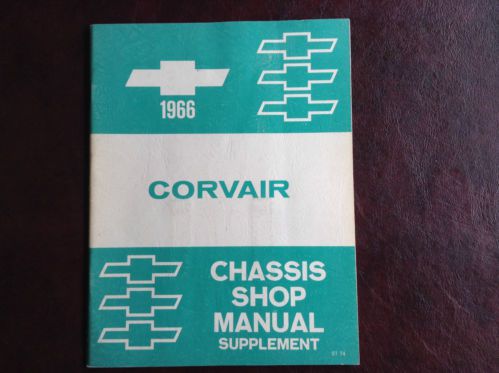 1966
CORVAIR
CHASSIS
SHOP
MANUAL
SUPPLEMENT